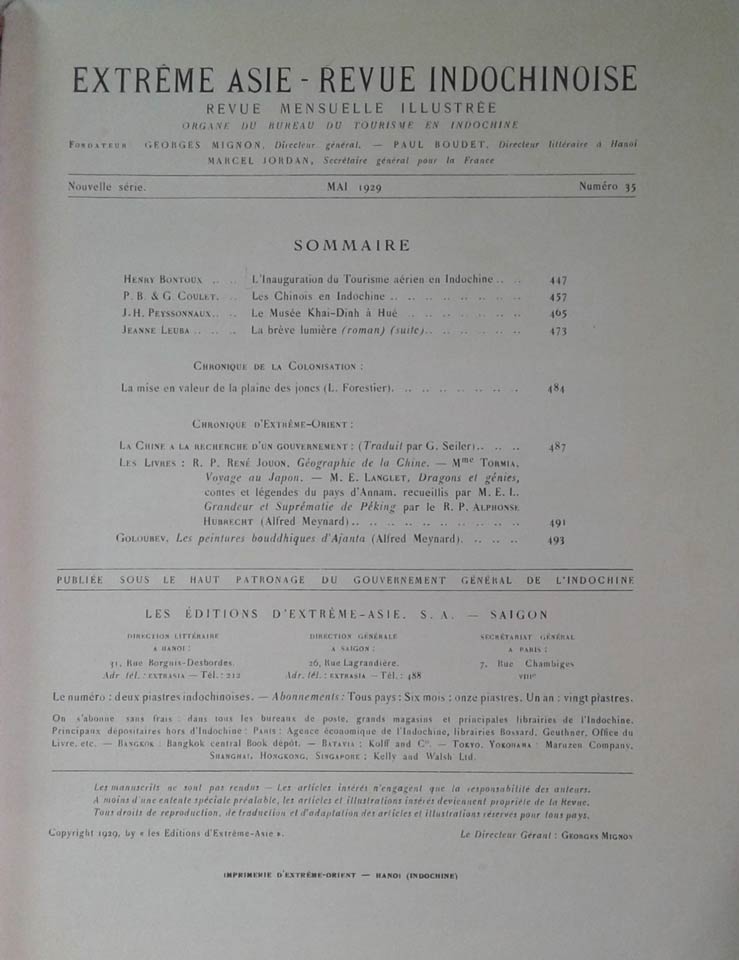 EXTRÊME ASIE - REVUE INDOCHINOISE
REVUE MENSUELLE ILLUSTRÉE
ORGANE DU BUREAU DU TOURISME EN INDOCHINE
FONDATEUR GEORGES MIGNON, Directeur général. — PAUL BOUDET, Directeur littéraire à Hanoi
MARCEL JORDAN, Secrétaire général pour la France
Nouvelle série. MAI 1929 Numéro 35
SOMMAIRE
HENRY BONTOUX .. .. L'Inauguration du Tourisme aérien en Indochine .. .. 447
P. B. & G. COULET. .. Les Chinois en Indochine .. .. .. .. .. .. .. .. 457
J.-H. PEYSSONNAUX.. .. Le Musée Khai-Dinh à Hué .. .. .. .. .. .. .. 465
JEANNE LEUBA .. .. .. La brève lumière (roman) (suite).. .. .. .. .. .. 473
CHRONIQUE DE LA COLONISATION :
La mise en valeur de la plaine des joncs (L. Forestier). .. .. .. .. .. .. .. 484
CHRONIQUE D'EXTRÊME-ORIENT :
LA CHINE A LA RECHERCHE D'UN GOUVERNEMENT : (Traduit par G. Seiler).. .. .. 487
LES LIVRES : R. P. RENÉ JOUON, Géographie de la Chine. — Mme TORMIA,
Voyage au Japon. — M. E. LANGLET, Dragons et génies,
contes et légendes du pays d'Annam, recueillis par M. E. L..
Grandeur et Suprématie de Péking par le R. P. ALPHONSE
HUBRECHT (Alfred Meynard).. .. .. .. .. .. .. .. .. .. .. 491
GOLOUBEV, Les peintures bouddhiques d'Ajanta (Alfred Meynard). .. .. .. 493
PUBLIÉE SOUS LE HAUT PATRONAGE DU GOUVERNEMENT GÉNÉRAL DE L'INDOCHINE
LES ÉDITIONS D'EXTRÊME-ASIE. S. A. — SAIGON
DIRECTION LITTÉRAIRE DIRECTION GÉNÉRALE SECRÉTARIAT GÉNÉRAL
A HANOI : A SAIGON : A PARIS :
31, Rue Borgnis-Desbordes. 26, Rue Lagrandière. 7, Rue Chambiges
Adr tél. : EXTRASIA — Tél. : 212 Adr. tél. : EXTRASIA — Tél. : 488 VIIIe
Le numéro : deux piastres indochinoises. — Abonnements : Tous pays : Six mois : onze piastres. Un an : vingt piastres.
On s'abonne sans frais : dans tous les bureaux de poste, grands magasins et principales librairies de l'Indochine.
Principaux dépositaires hors d'Indochine : PARIS : Agence économique de l'Indochine, librairies Bossard, Geuthner, Office du
Livre, etc. — BANGKOK : Bangkok central Book dépôt. — BATAVIA : Kolff and Co. — TOKYO, YOKOHAMA : Maruzen Company.
SHANGHAI, HONGKONG, SINGAPORE : Kelly and Walsh Ltd.
Les manuscrits ne sont pas rendus — Les articles insérés n'engagent que la responsabilité des auteurs.
A moins d'une entente spéciale préalable, les articles et illustrations insérés deviennent propriété de la Revue.
Tous droits de reproduction, de traduction et d'adaptation des articles et illustrations réservés pour tous pays.
Copyright 1929, by « les Editions d'Extrême-Asie ». Le Directeur Gérant : GEORGES MIGNON
IMPRIMERIE D'EXTRÊME-ORIENT — HANOI (INDOCHINE)